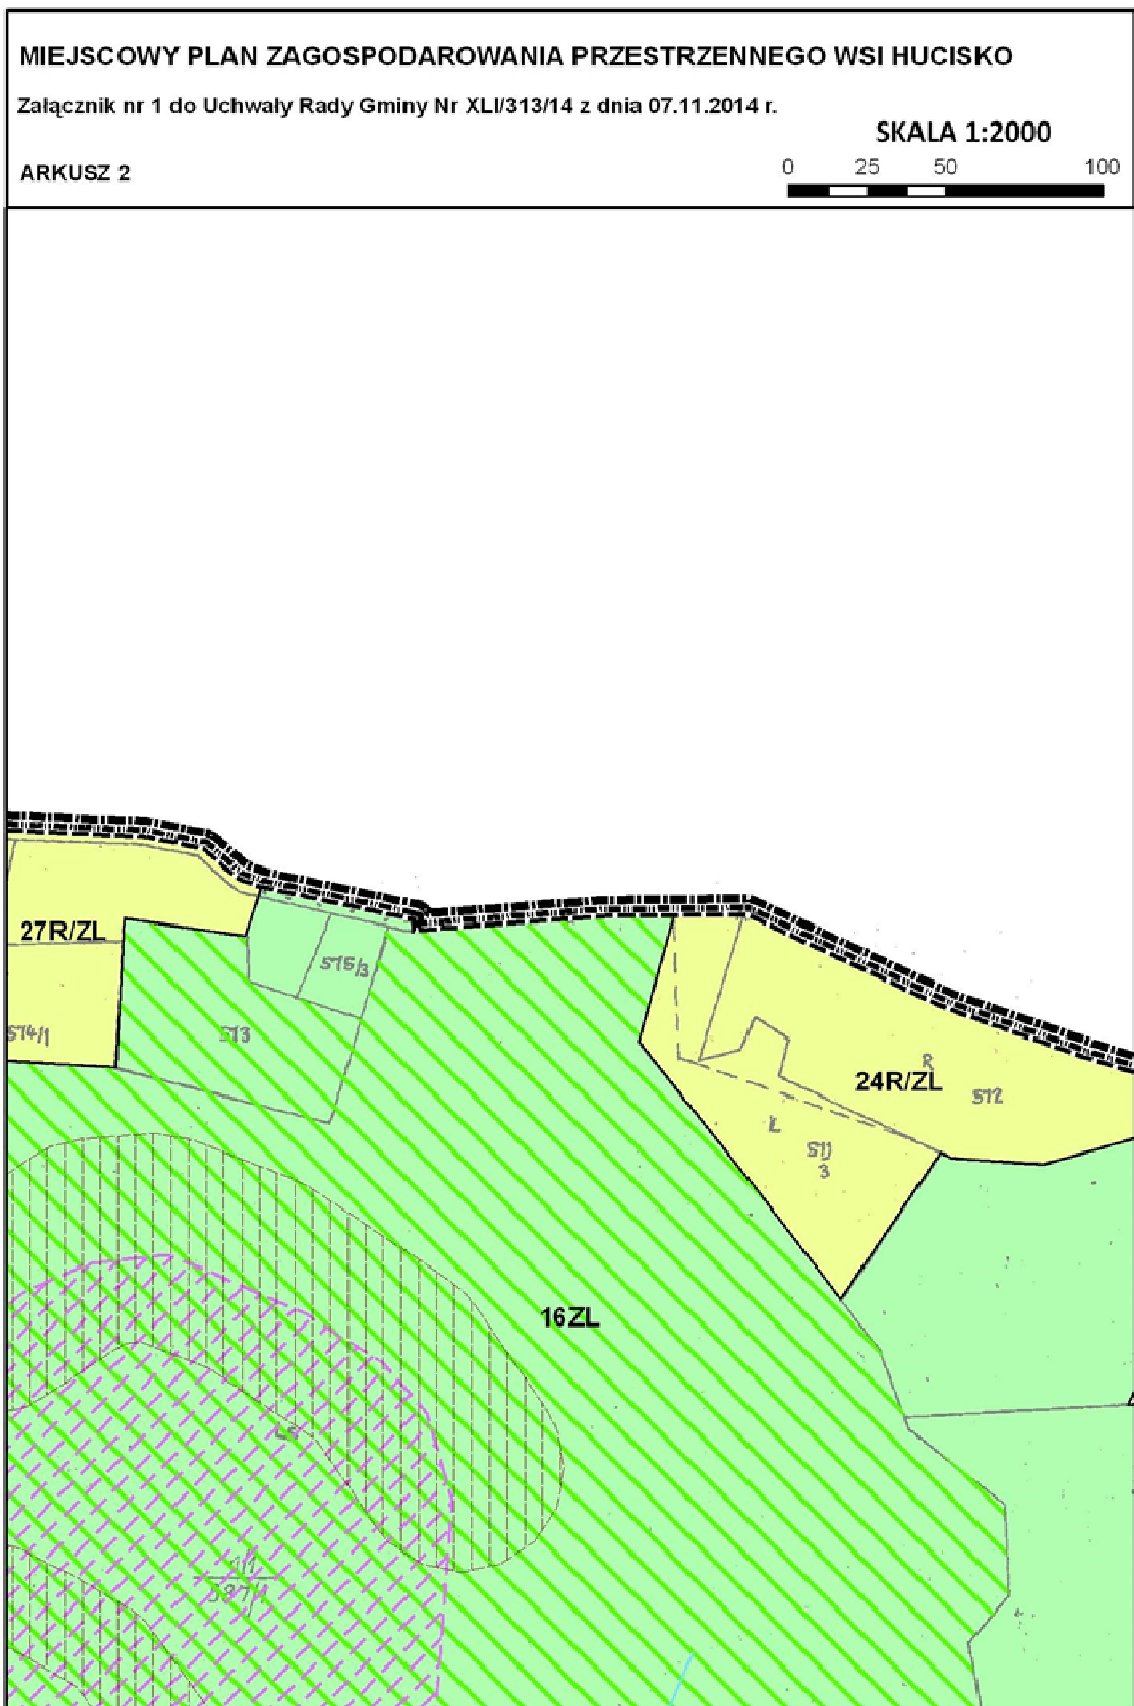 MIEJSCOWY PLAN ZAGOSPODAROWANIA PRZESTRZENNEGO WSI HUCISKO
Załącznik nr 1 do Uchwały Rady Gminy Nr XLI/313/14 z dnia 07.11.2014 r.
SKALA 1:2000
ARKUSZ 2
0 25 50 100
27R/ZL
515/3
514/1
513
R
24R/ZL
512
511
3
16ZL